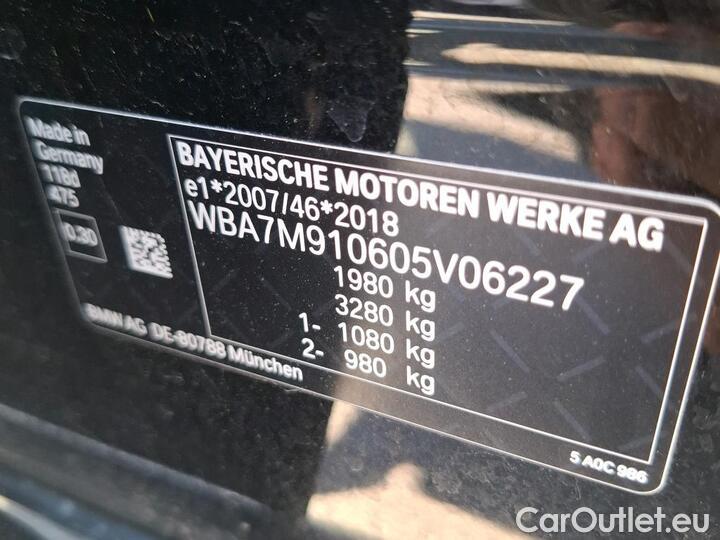 Made in
Germany
118d
475
0.30
BAYERISCHE MOTOREN WERKE AG
e1*2007/46*2018
WBA7M910605V06227
1980 kg
3280 kg
1- 1080 kg
2- 980 kg
BMW AG DE-80788 München
5 A0C 986
CarOutlet.eu